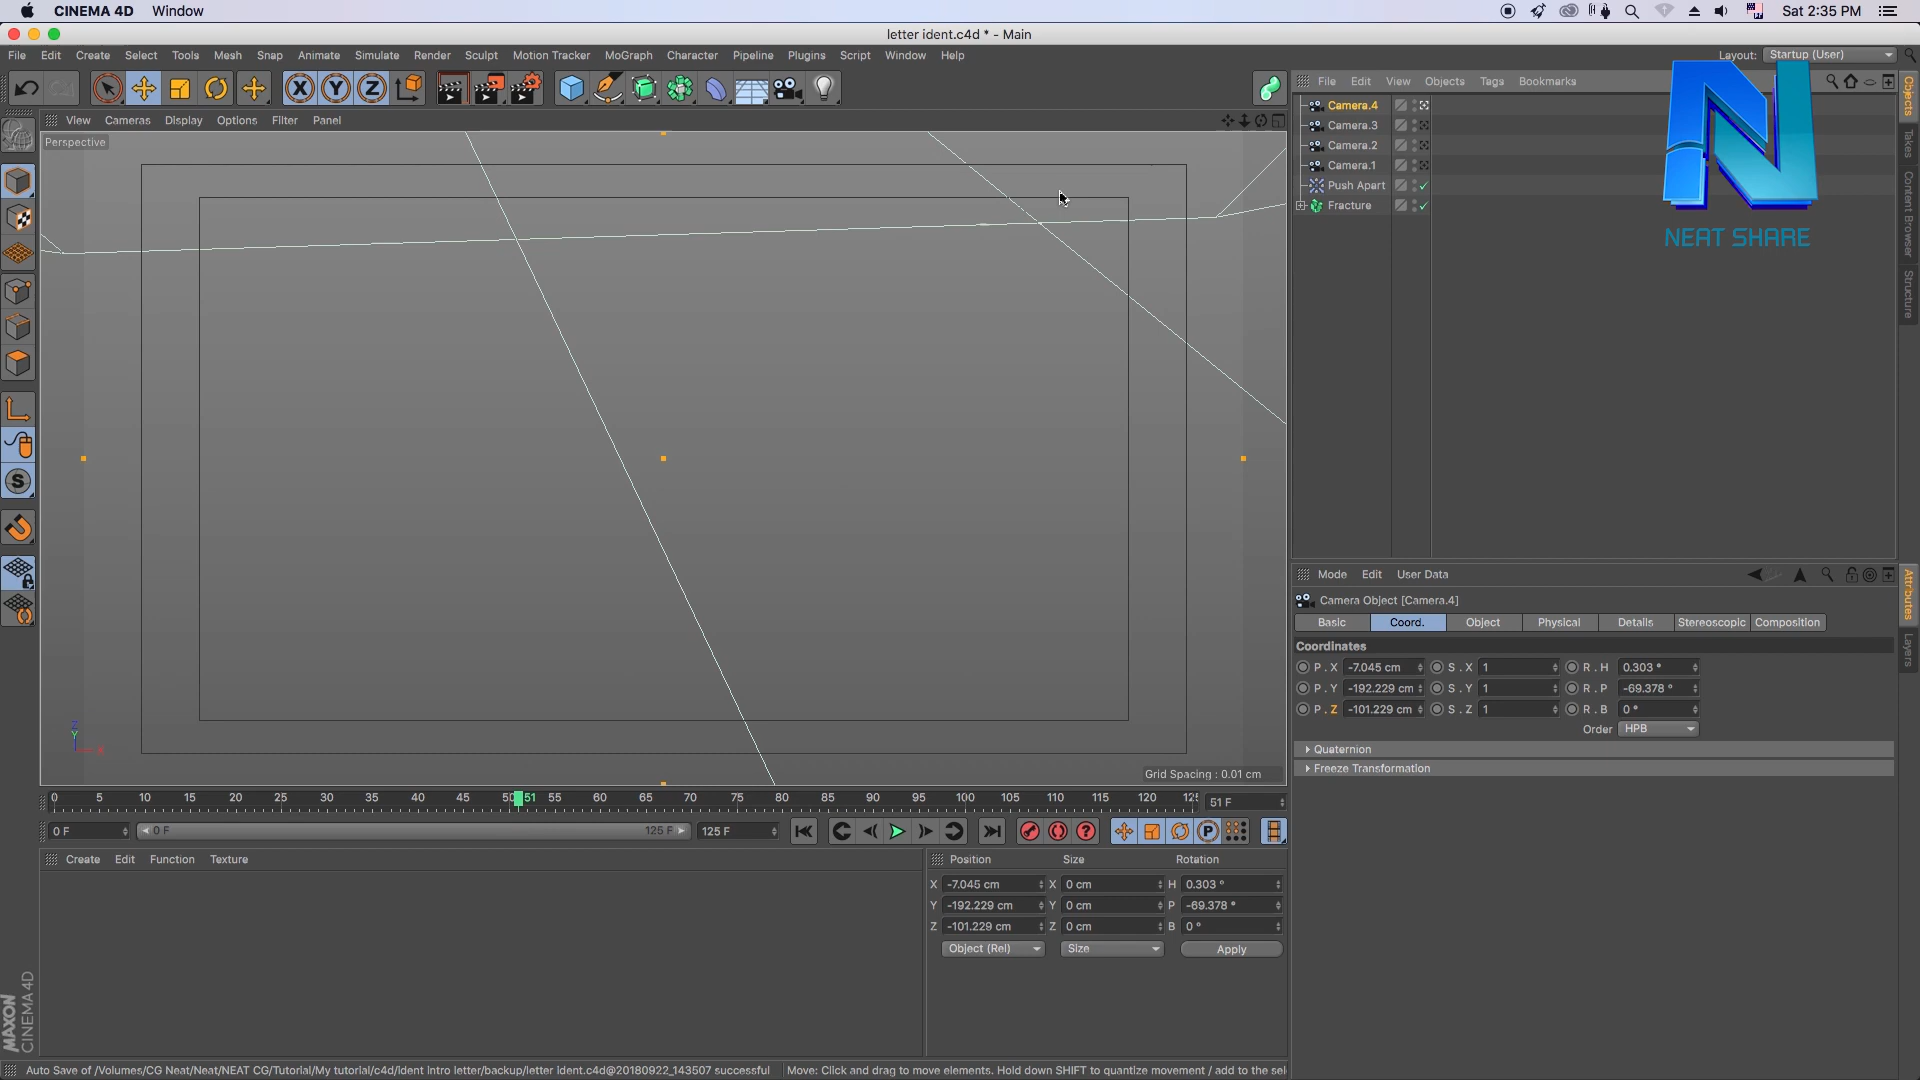 CINEMA 4D Window Sat 2:35 PM
letter ident.c4d * - Main
File Edit Create Select Tools Mesh Snap Animate Simulate Render Sculpt Motion Tracker MoGraph Character Pipeline Plugins Script Window Help Layout: Startup (User)
X Y Z
File Edit View Objects Tags Bookmarks
View Cameras Display Options Filter Panel
Perspective
Camera.4
Camera.3
Camera.2
Camera.1
Push Apart
Fracture
NEAT SHARE
Objects
Takes
Content Browser
Structure
S
Z
Y
X
Grid Spacing : 0.01 cm
Mode Edit User Data
Camera Object [Camera.4]
Basic Coord. Object Physical Details Stereoscopic Composition
Coordinates
P . X -7.045 cm S . X 1 R . H 0.303 °
P . Y -192.229 cm S . Y 1 R . P -69.378 °
P . Z -101.229 cm S . Z 1 R . B 0 °
Order HPB
Quaternion
Freeze Transformation
Attributes
Layers
0 5 10 15 20 25 30 35 40 45 50 51 55 60 65 70 75 80 85 90 95 100 105 110 115 120 125 51 F
0 F 0 F 125 F 125 F
P
Create Edit Function Texture
Position Size Rotation
X -7.045 cm X 0 cm H 0.303 °
Y -192.229 cm Y 0 cm P -69.378 °
Z -101.229 cm Z 0 cm B 0 °
Object (Rel) Size Apply
MAXON
CINEMA 4D
Auto Save of /Volumes/CG Neat/Neat/NEAT CG/Tutorial/My tutorial/c4d/ident Intro letter/backup/letter ident.c4d@20180922_143507 successful Move: Click and drag to move elements. Hold down SHIFT to quantize movement / add to the sel